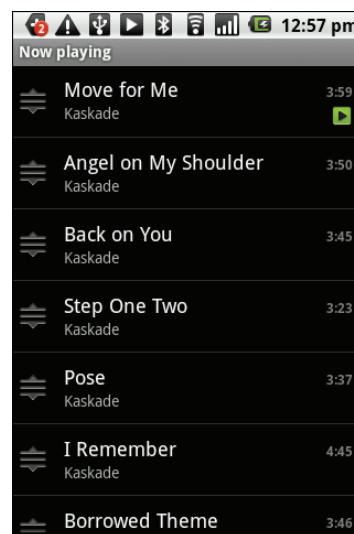 2
12:57 pm
Now playing
Move for Me
3:59
Kaskade
Angel on My Shoulder
3:50
Kaskade
Back on You
3:45
Kaskade
Step One Two
3:23
Kaskade
Pose
3:37
Kaskade
I Remember
4:45
Kaskade
Borrowed Theme
3:46